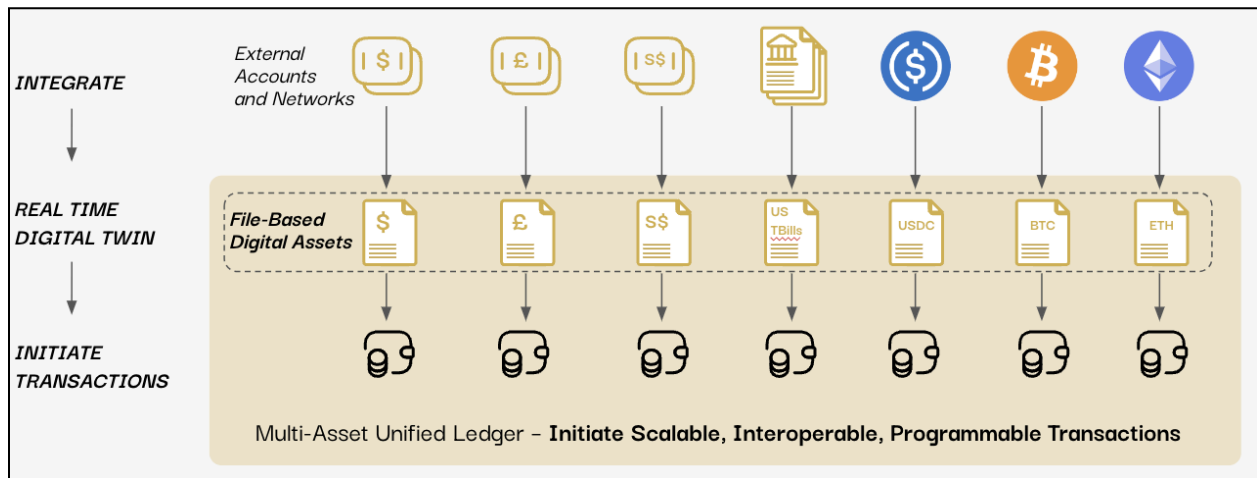 INTEGRATE
External
Accounts
and Networks
$
£
S$
$
REAL TIME
DIGITAL TWIN
File-Based
Digital Assets
$
£
S$
US
TBills
USDC
BTC
ETH
INITIATE
TRANSACTIONS
Multi-Asset Unified Ledger – Initiate Scalable, Interoperable, Programmable Transactions